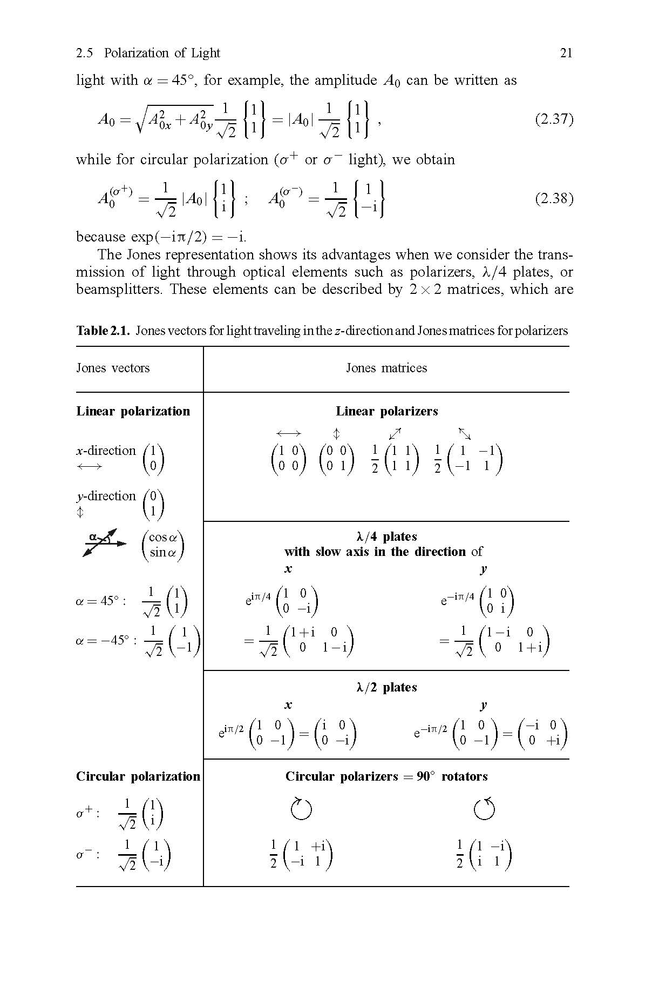 2.5 Polarization of Light 21
light with α = 45°, for example, the amplitude A₀ can be written as
A₀ = √(A₀ₓ² + A₀y²) 1/√2 {1 1} = |A₀| 1/√2 {1 1} , (2.37)
while for circular polarization (σ⁺ or σ⁻ light), we obtain
A₀^(σ⁺) = 1/√2 |A₀| {1 i} ; A₀^(σ⁻) = 1/√2 {1 −i} (2.38)
because exp(−iπ/2) = −i.
The Jones representation shows its advantages when we consider the trans-
mission of light through optical elements such as polarizers, λ/4 plates, or
beamsplitters. These elements can be described by 2 × 2 matrices, which are
Table 2.1. Jones vectors for light traveling in the z-direction and Jones matrices for polarizers
Jones vectors Jones matrices
Linear polarization Linear polarizers
↔ ↕ ⤢ ⤡
x-direction (1 0) (1 0; 0 0) (0 0; 0 1) 1/2 (1 1; 1 1) 1/2 (1 −1; −1 1)
↔
y-direction (0 1)
↕
α (cos α sin α) λ/4 plates
with slow axis in the direction of
x y
α = 45° : 1/√2 (1 1) e^(iπ/4) (1 0; 0 −i) e^(−iπ/4) (1 0; 0 i)
α = −45° : 1/√2 (1 −1) = 1/√2 (1+i 0; 0 1−i) = 1/√2 (1−i 0; 0 1+i)
λ/2 plates
x y
e^(iπ/2) (1 0; 0 −1) = (i 0; 0 −i) e^(−iπ/2) (1 0; 0 −1) = (−i 0; 0 +i)
Circular polarization Circular polarizers = 90° rotators
σ⁺ : 1/√2 (1 i) ↻ ↺
σ⁻ : 1/√2 (1 −i) 1/2 (1 +i; −i 1) 1/2 (1 −i; i 1)